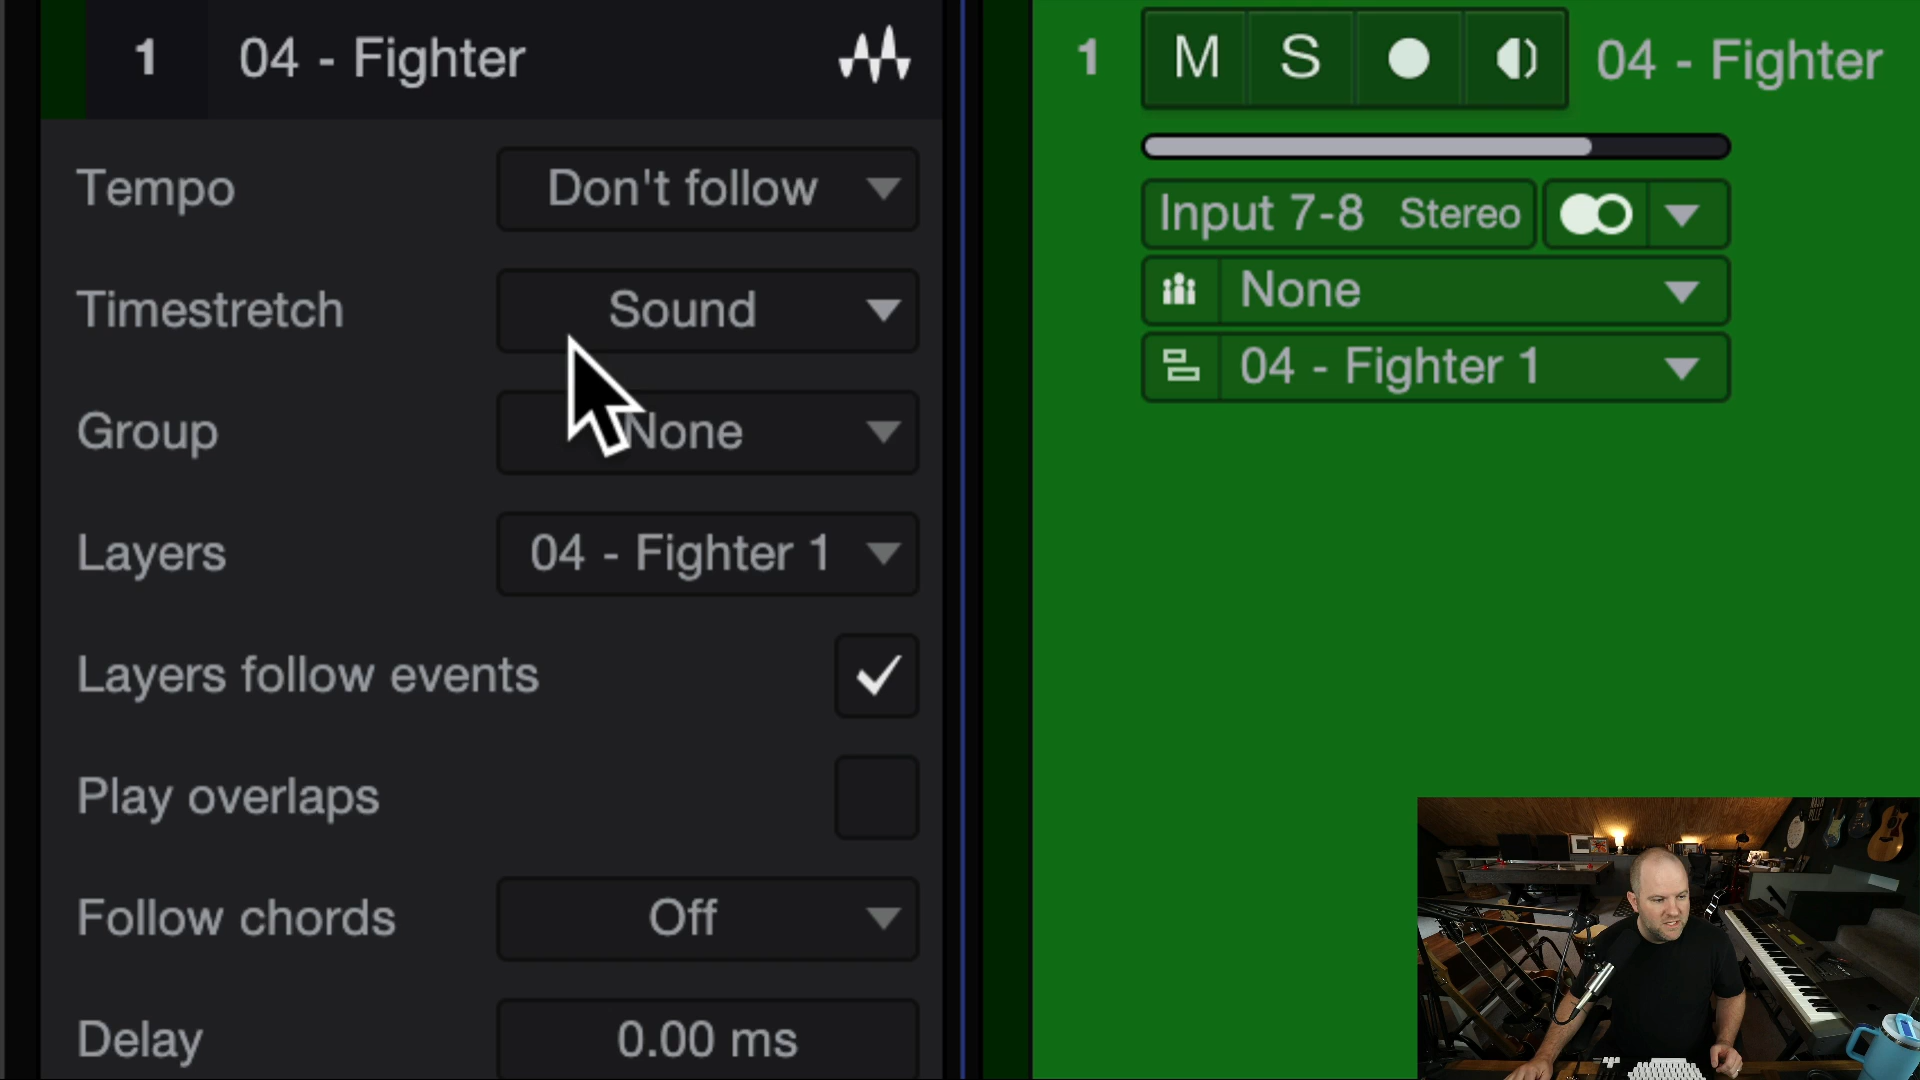 1 04 - Fighter
Tempo Don't follow
Timestretch Sound
Group None
Layers 04 - Fighter 1
Layers follow events
Play overlaps
Follow chords Off
Delay 0.00 ms
1 M S 04 - Fighter
Input 7-8 Stereo
None
04 - Fighter 1